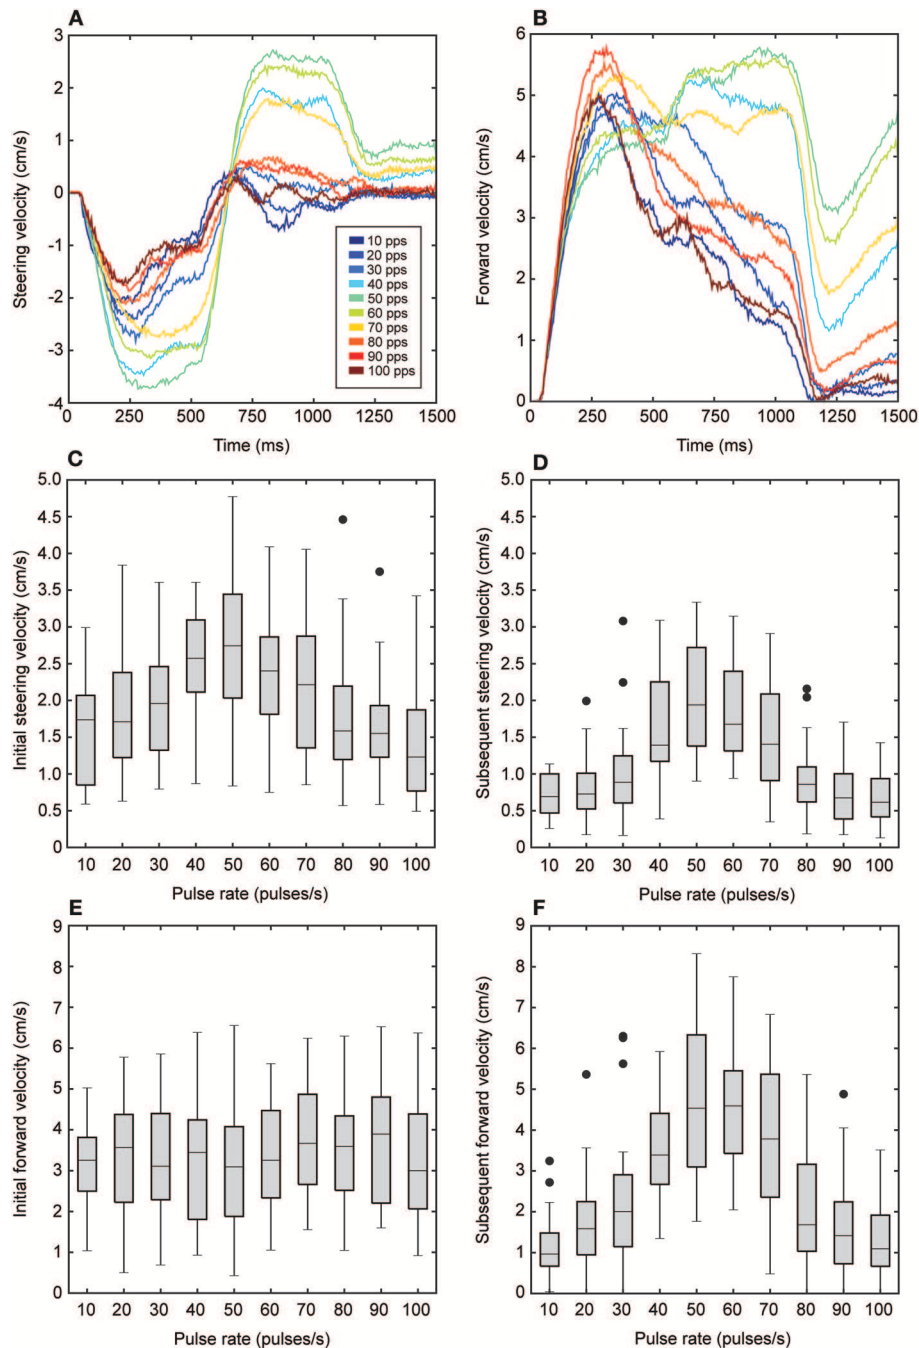 A
B
Steering velocity (cm/s)
3
2
1
0
-1
-2
-3
-4
0
250
500
750
1000
1250
1500
Time (ms)
10 pps
20 pps
30 pps
40 pps
50 pps
60 pps
70 pps
80 pps
90 pps
100 pps
Forward velocity (cm/s)
6
5
4
3
2
1
0
0
250
500
750
1000
1250
1500
Time (ms)
C
D
Initial steering velocity (cm/s)
5.0
4.5
4.0
3.5
3.0
2.5
2.0
1.5
1.0
0.5
0
10 20 30 40 50 60 70 80 90 100
Pulse rate (pulses/s)
Subsequent steering velocity (cm/s)
5.0
4.5
4.0
3.5
3.0
2.5
2.0
1.5
1.0
0.5
0
10 20 30 40 50 60 70 80 90 100
Pulse rate (pulses/s)
E
F
Initial forward velocity (cm/s)
9
8
7
6
5
4
3
2
1
0
10 20 30 40 50 60 70 80 90 100
Pulse rate (pulses/s)
Subsequent forward velocity (cm/s)
9
8
7
6
5
4
3
2
1
0
10 20 30 40 50 60 70 80 90 100
Pulse rate (pulses/s)